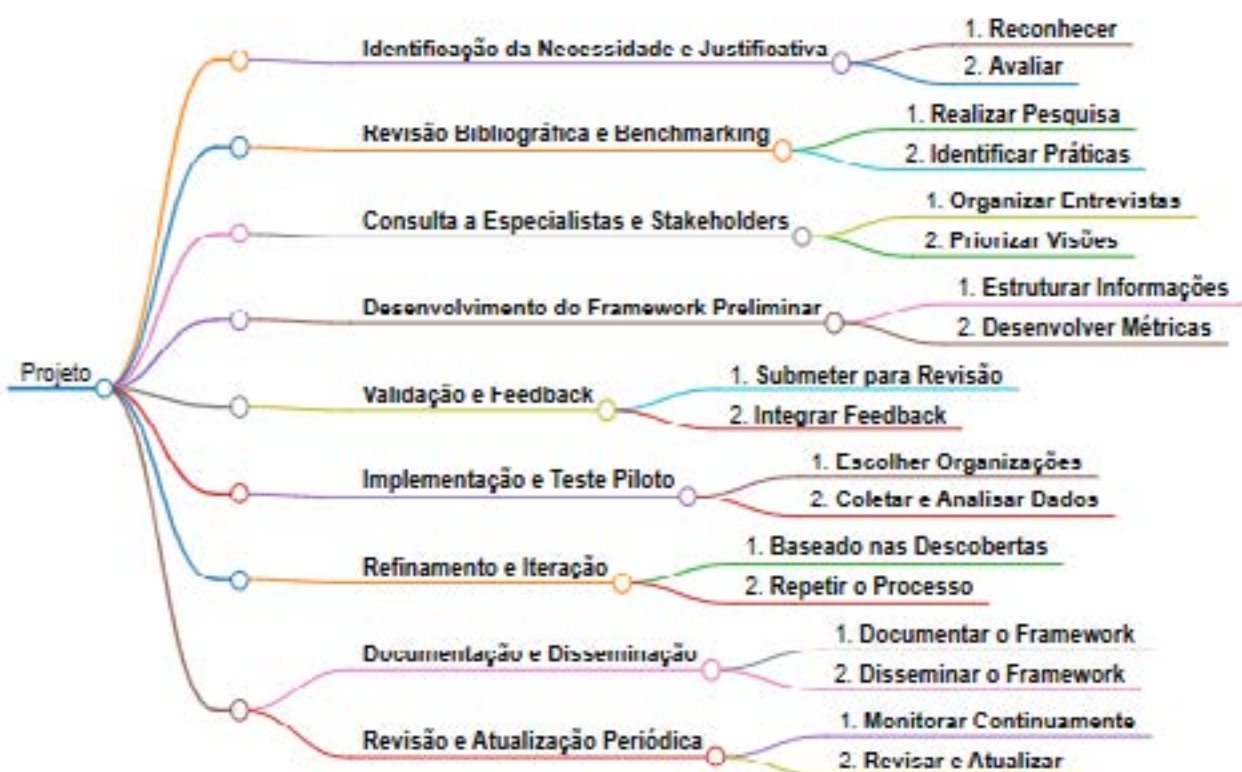 Projeto
Identificação da Necessidade e Justificativa
1. Reconhecer
2. Avaliar
Revisão Bibliográfica e Benchmarking
1. Realizar Pesquisa
2. Identificar Práticas
Consulta a Especialistas e Stakeholders
1. Organizar Entrevistas
2. Priorizar Visões
Desenvolvimento do Framework Preliminar
1. Estruturar Informações
2. Desenvolver Métricas
Validação e Feedback
1. Submeter para Revisão
2. Integrar Feedback
Implementação e Teste Piloto
1. Escolher Organizações
2. Coletar e Analisar Dados
Refinamento e Iteração
1. Baseado nas Descobertas
2. Repetir o Processo
Documentação e Disseminação
1. Documentar o Framework
2. Disseminar o Framework
Revisão e Atualização Periódica
1. Monitorar Continuamente
2. Revisar e Atualizar